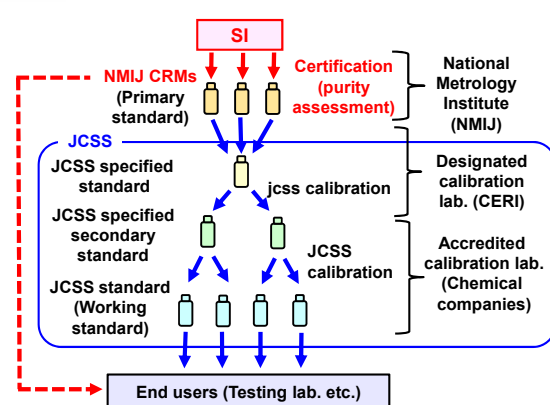 SI
NMIJ CRMs
(Primary
standard)
Certification
(purity
assessment)
National
Metrology
Institute
(NMIJ)
JCSS
JCSS specified
standard
jcss calibration
Designated
calibration
lab. (CERI)
JCSS specified
secondary
standard
JCSS
calibration
Accredited
calibration lab.
(Chemical
companies)
JCSS standard
(Working
standard)
End users (Testing lab. etc.)